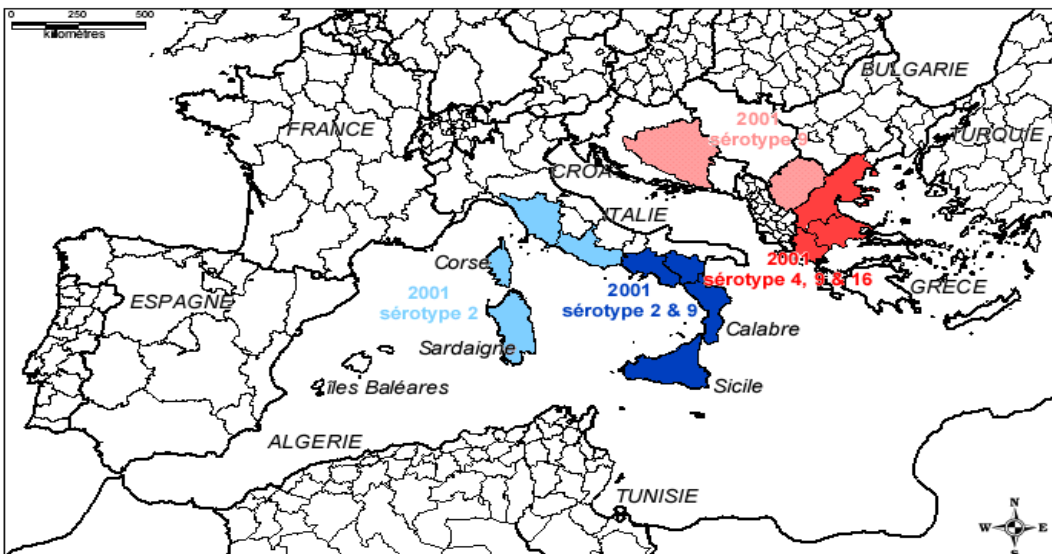 0 250 500
kilomètres
BULGARIE
2001
sérotype 9
FRANCE
TURQUIE
CROA
ITALIE
Corse
2001
sérotype 4, 9 & 16
ESPAGNE
2001
sérotype 2
2001
sérotype 2 & 9
GRÈCE
Calabre
Sardaigne
îles Baléares
Sicile
ALGERIE
TUNISIE
N
W E
S